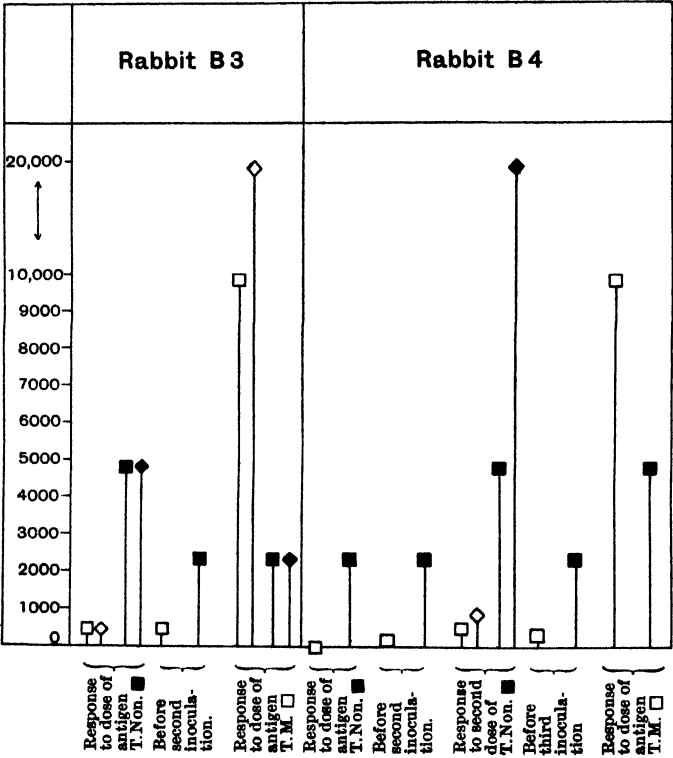 Rabbit B 3
Rabbit B 4
20,000
10,000
9000
8000
7000
6000
5000
4000
3000
2000
1000
0
Response
to dose of
antigen
T.Non.
Before
second
inocula-
tion.
Response
to dose of
antigen
T.M.
Response
to dose of
antigen
T.Non.
Before
second
inocula-
tion.
Response
to second
dose of
T.Non.
Before
third
inocula-
tion
Response
to dose of
antigen
T.M.